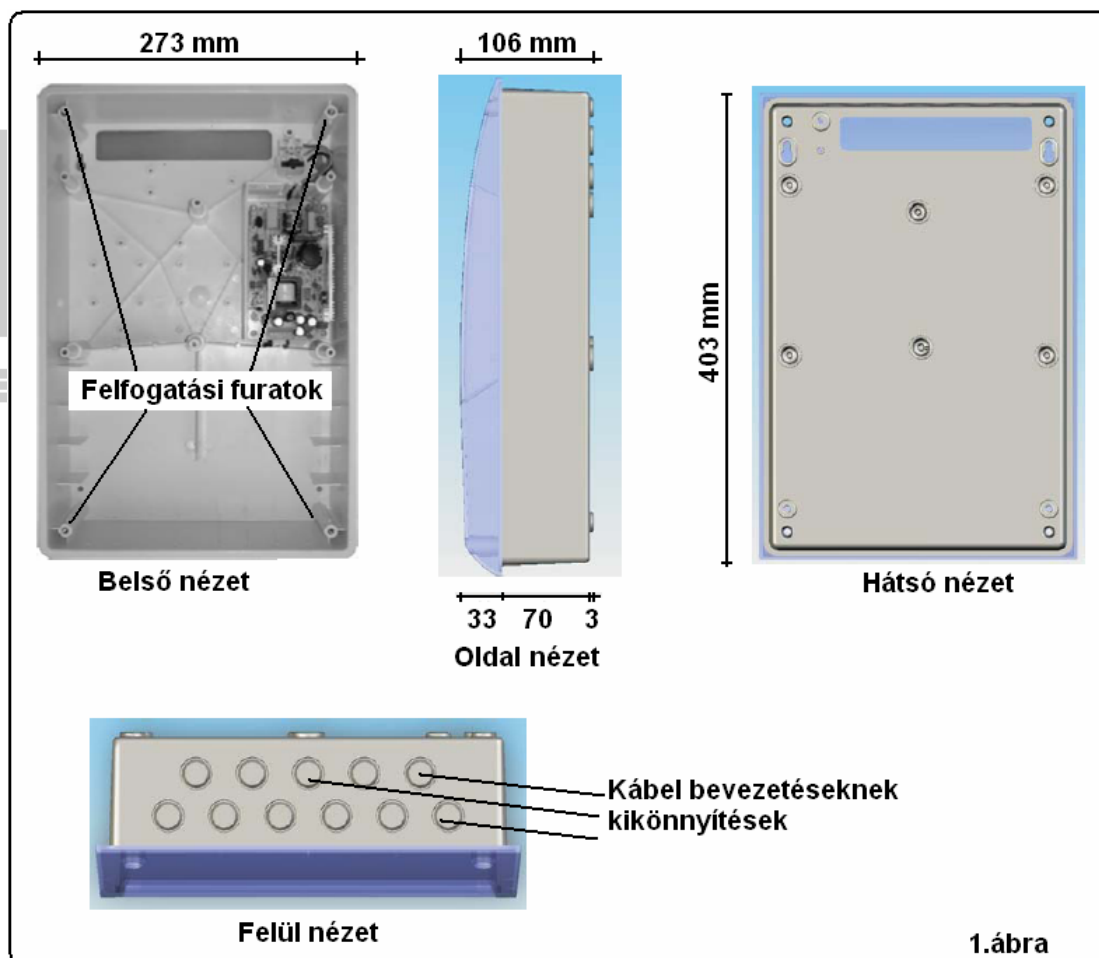 273 mm
106 mm
403 mm
Felfogatási furatok
Belső nézet
33 70 3
Oldal nézet
Hátsó nézet
Kábel bevezetéseknek
kikönnyítések
Felül nézet
1.ábra